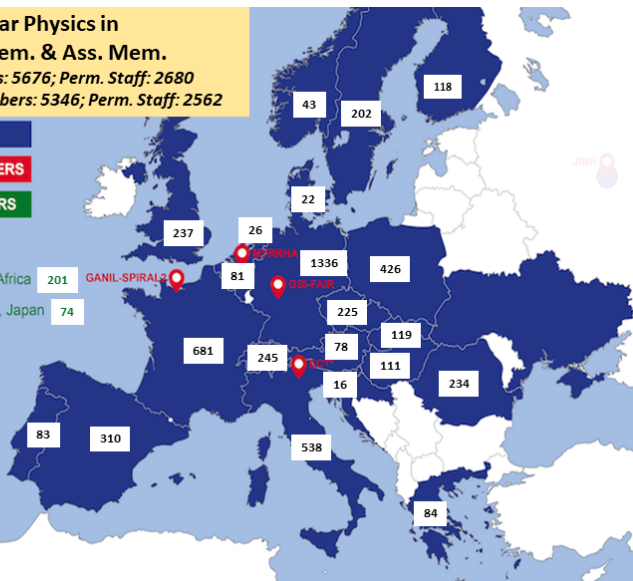 ar Physics in
em. & Ass. Mem.
s: 5676; Perm. Staff: 2680
bers: 5346; Perm. Staff: 2562
ERS
RS
118
43
202
JINR
22
237
26
MYRRHA
1336
426
81
GANIL-SPIRAL2
GSI-FAIR
Africa 201
, Japan 74
225
119
78
681
245
ECT*
111
16
234
83
310
538
84